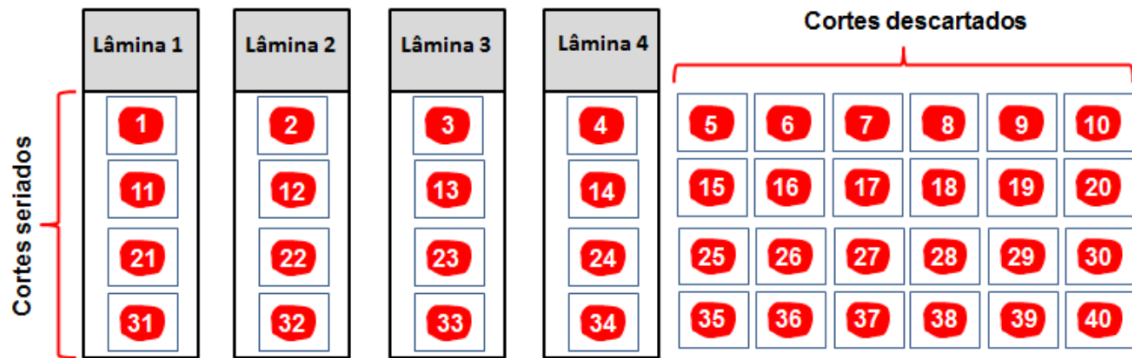 Cortes descartados
Lâmina 1 Lâmina 2 Lâmina 3 Lâmina 4
Cortes seriados
1 2 3 4 5 6 7 8 9 10
11 12 13 14 15 16 17 18 19 20
21 22 23 24 25 26 27 28 29 30
31 32 33 34 35 36 37 38 39 40